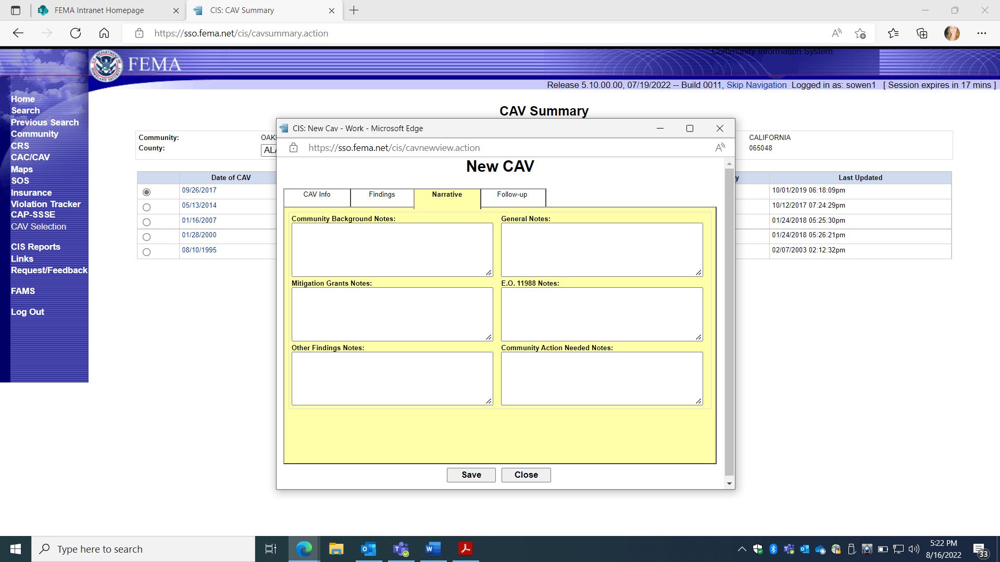 FEMA Intranet Homepage
CIS: CAV Summary
https://sso.fema.net/cis/cavsummary.action
Community Information System
FEMA
Release 5.10.00.00, 07/19/2022 -- Build 0011, Skip Navigation Logged in as: sowen1 [ Session expires in 17 mins ]
Home
Search
Previous Search
Community
CRS
CAC/CAV
Maps
SOS
Insurance
Violation Tracker
CAP-SSSE
CAV Selection
CIS Reports
Links
Request/Feedback
FAMS
Log Out
CAV Summary
Community: OAK CALIFORNIA
County: ALA 065048
Date of CAV y Last Updated
09/26/2017 10/01/2019 06:18:09pm
05/13/2014 10/12/2017 07:24:29pm
01/16/2007 01/24/2018 05:25:30pm
01/28/2000 01/24/2018 05:26:21pm
08/10/1995 02/07/2003 02:12:32pm
CIS: New Cav - Work - Microsoft Edge
https://sso.fema.net/cis/cavnewview.action
New CAV
CAV Info Findings Narrative Follow-up
Community Background Notes: General Notes:
Mitigation Grants Notes: E.O. 11988 Notes:
Other Findings Notes: Community Action Needed Notes:
Save Close
Type here to search
5:22 PM
8/16/2022
33